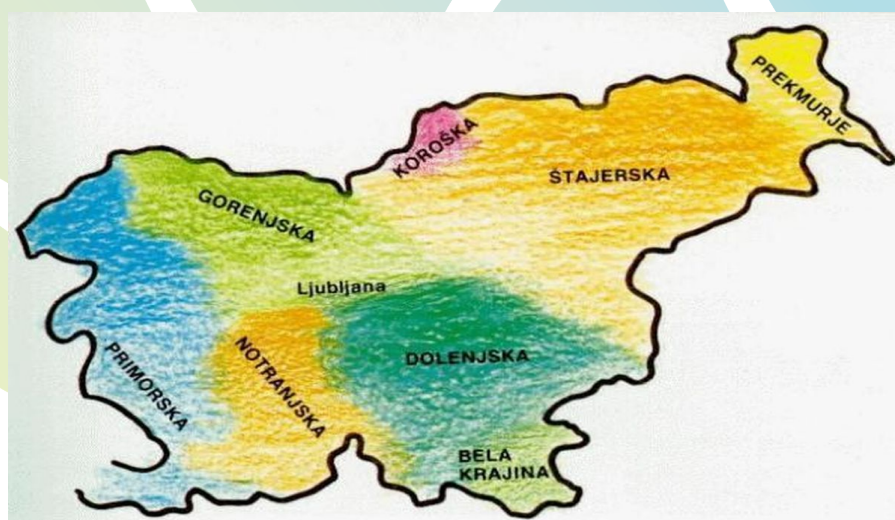 PREKMURJE
KOROŠKA
ŠTAJERSKA
GORENJSKA
Ljubljana
DOLENJSKA
NOTRANJSKA
PRIMORSKA
BELA
KRAJINA